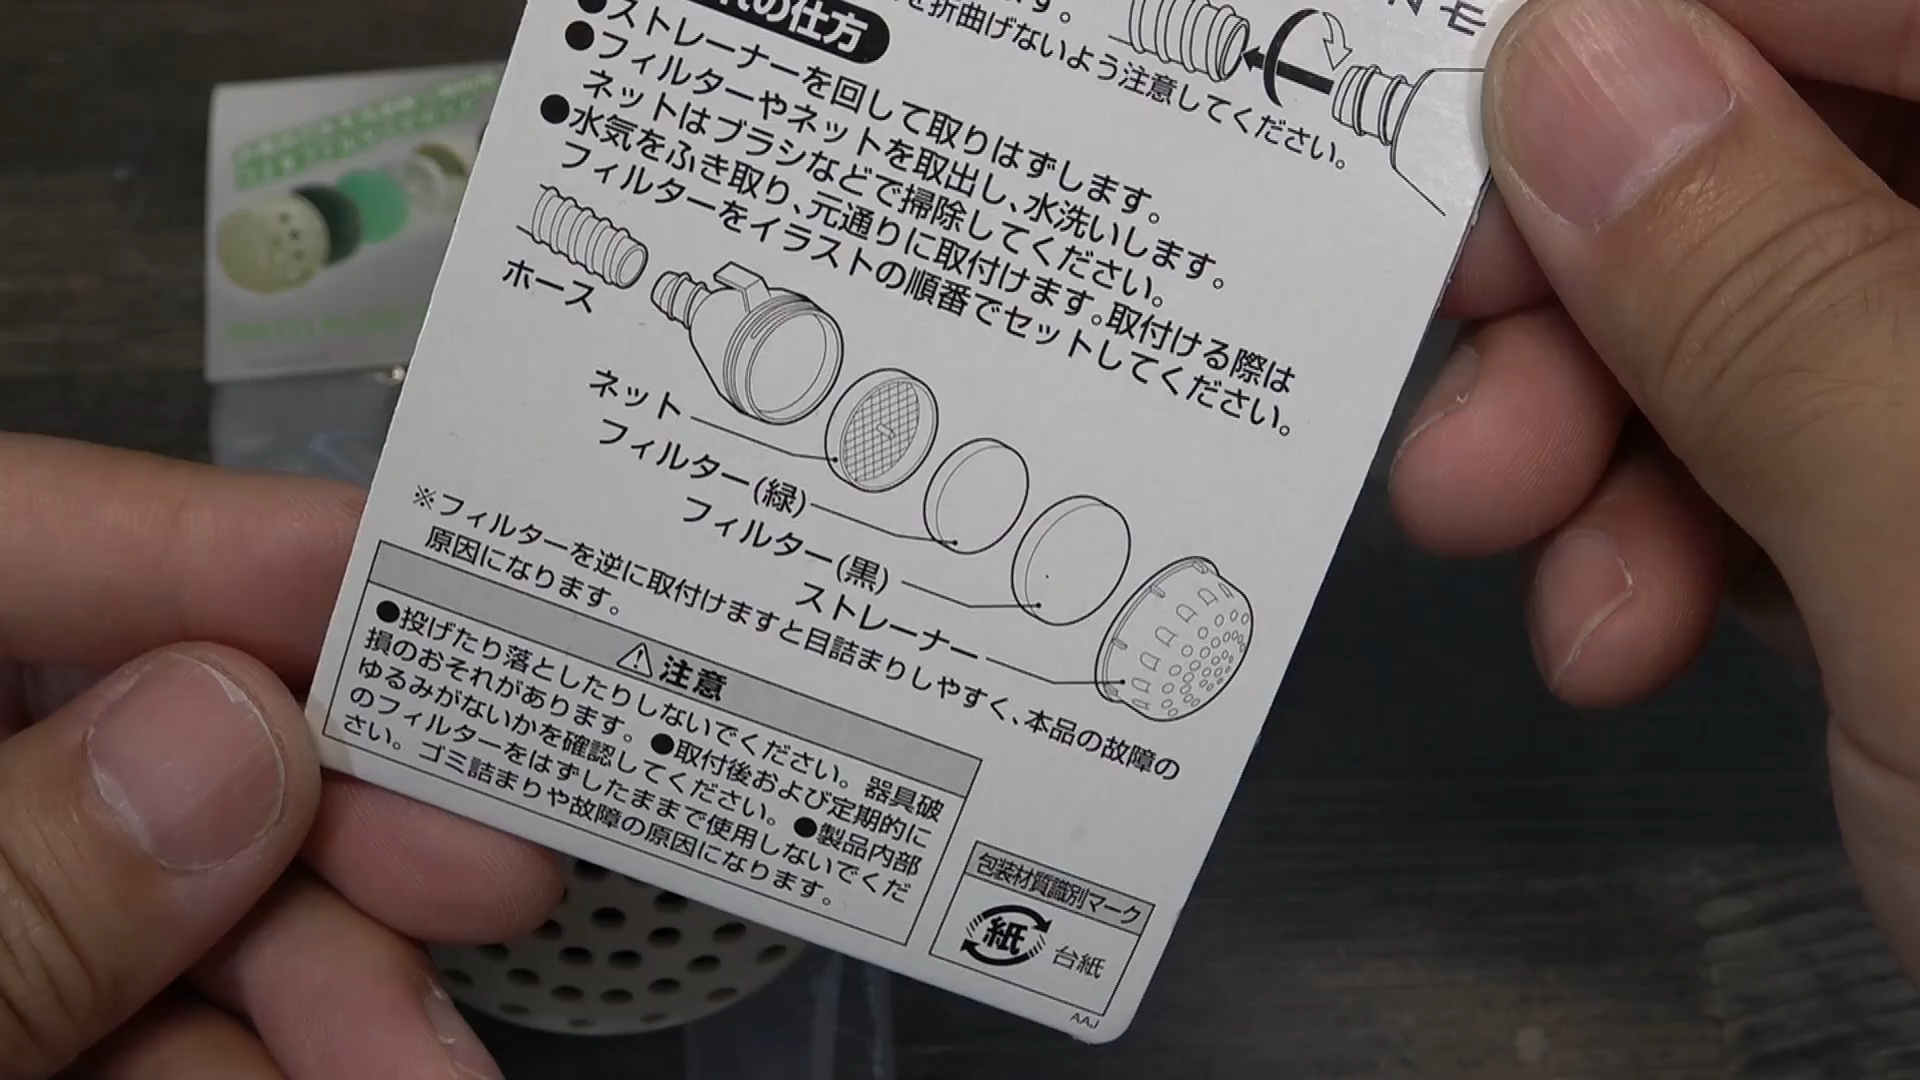 を折曲げないよう注意してください。
の仕方
●ストレーナーを回して取りはずします。
●フィルターやネットを取出し、水洗いします。
ネットはブラシなどで掃除してください。
●水気をふき取り、元通りに取付けます。取付ける際は
フィルターをイラストの順番でセットしてください。
ホース
ネット
フィルター(緑)
フィルター(黒)
ストレーナー
※フィルターを逆に取付けますと目詰まりしやすく、本品の故障の
原因になります。
⚠注意
●投げたり落としたりしないでください。器具破
損のおそれがあります。●取付後および定期的に
ゆるみがないかを確認してください。●製品内部
のフィルターをはずしたままで使用しないでくだ
さい。ゴミ詰まりや故障の原因になります。
包装材質識別マーク
紙
台紙
AAJ